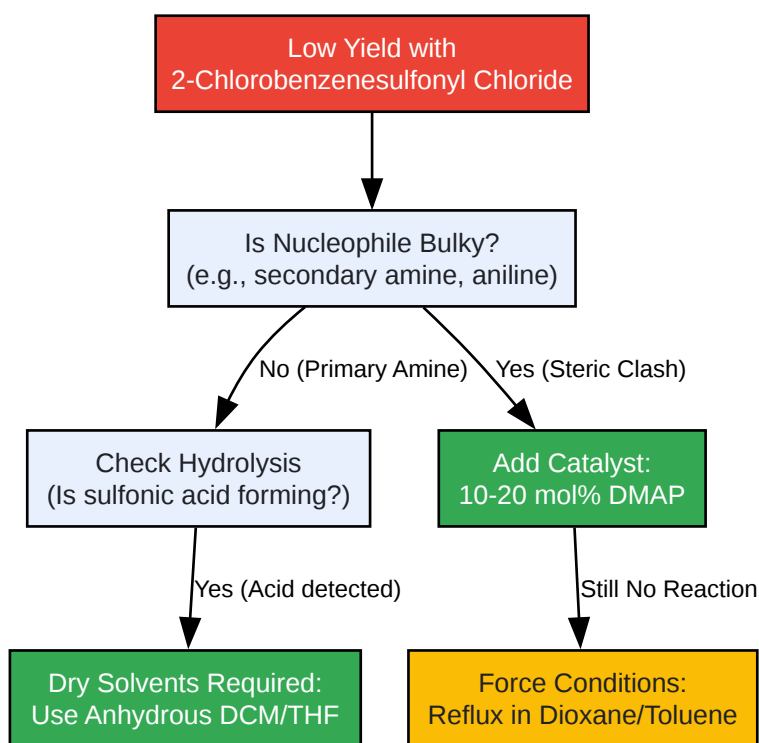 Low Yield with
2-Chlorobenzenesulfonyl Chloride
Is Nucleophile Bulky?
(e.g., secondary amine, aniline)
No (Primary Amine)
Yes (Steric Clash)
Check Hydrolysis
(Is sulfonic acid forming?)
Add Catalyst:
10-20 mol% DMAP
Yes (Acid detected)
Still No Reaction
Dry Solvents Required:
Use Anhydrous DCM/THF
Force Conditions:
Reflux in Dioxane/Toluene